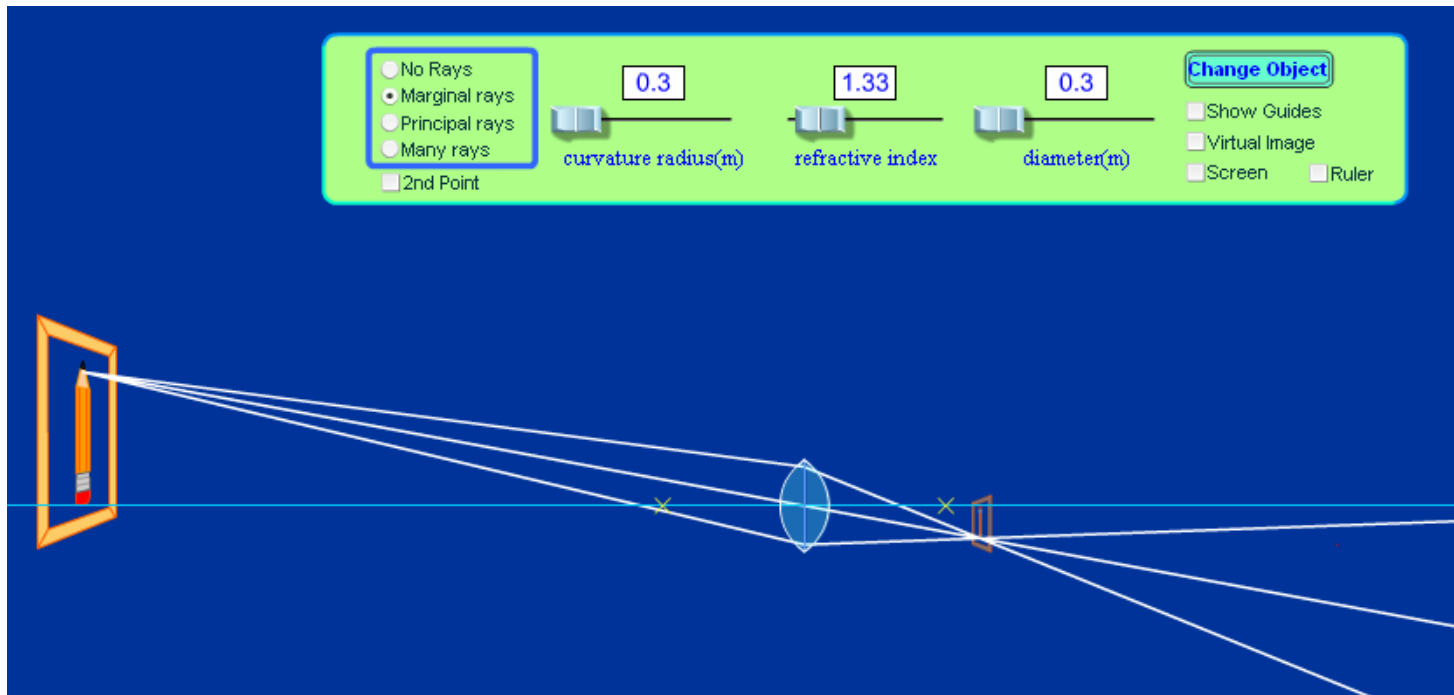 No Rays
Marginal rays
Principal rays
Many rays
2nd Point
0.3
curvature radius(m)
1.33
refractive index
0.3
diameter(m)
Change Object
Show Guides
Virtual Image
Screen
Ruler